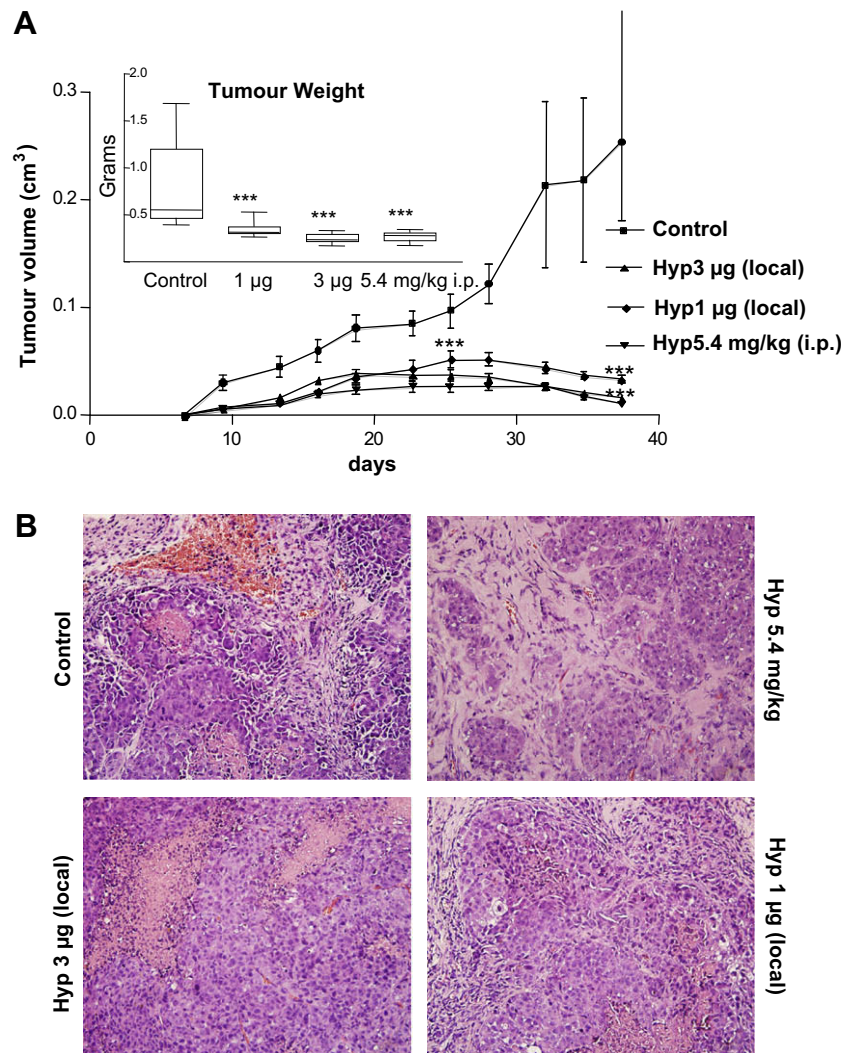 A
Tumour volume (cm3)
0.3
0.2
0.1
0.0
Tumour Weight
Grams
2.0
1.5
1.0
0.5
***
***
***
Control
1 µg
3 µg
5.4 mg/kg i.p.
Control
Hyp3 µg (local)
Hyp1 µg (local)
Hyp5.4 mg/kg (i.p.)
***
***
***
0
10
20
30
40
days
B
Control
Hyp 5.4 mg/kg
Hyp 3 µg (local)
Hyp 1 µg (local)